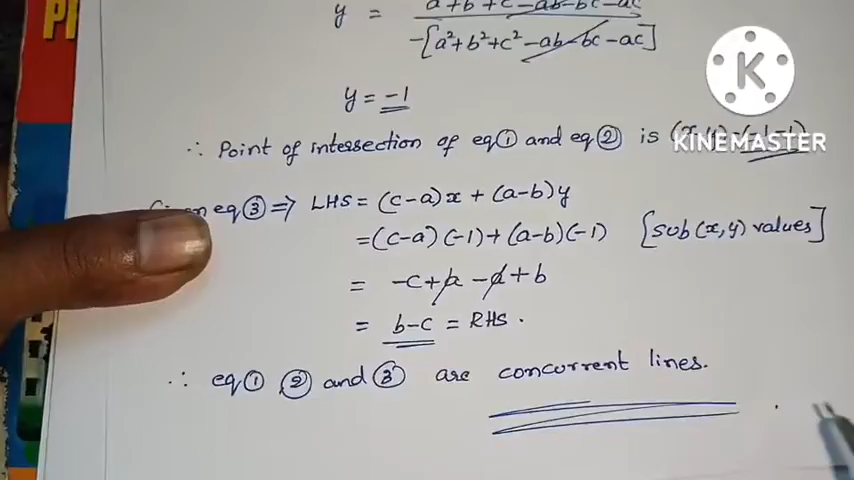 y = a+b+c-ab-bc-ac / -[a²+b²+c²-ab-bc-ac]
y = -1
∴ Point of intersection of eq① and eq② is
Given eq③ ⇒ LHS = (c-a)x + (a-b)y
= (c-a)(-1)+(a-b)(-1) [sub(x,y) values]
= -c+a-a+b
= b-c = RHS.
∴ eq① ② and ③ are concurrent lines.
K
KINEMASTER